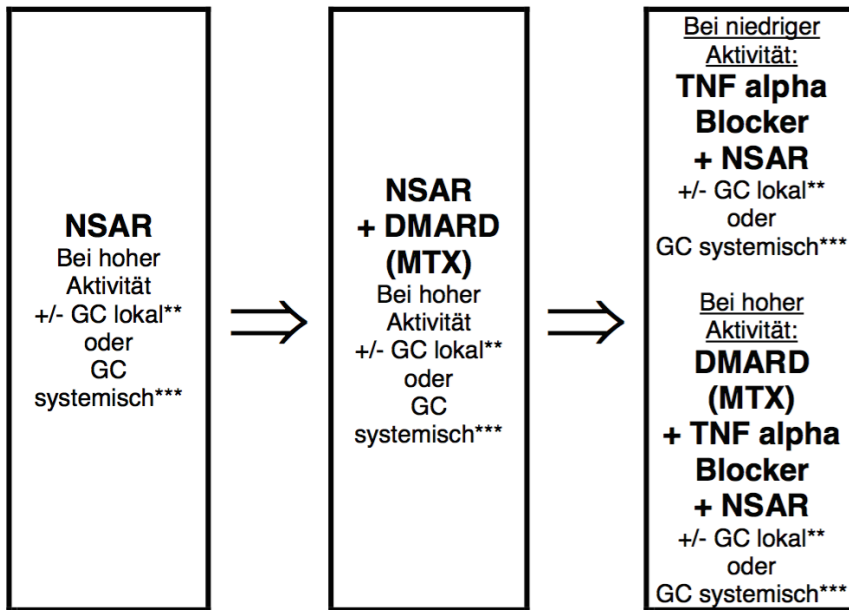 NSAR
Bei hoher
Aktivität
+/- GC lokal**
oder
GC
systemisch***
⇒
NSAR
+ DMARD
(MTX)
Bei hoher
Aktivität
+/- GC lokal**
oder
GC
systemisch***
⇒
Bei niedriger
Aktivität:
TNF alpha
Blocker
+ NSAR
+/- GC lokal**
oder
GC systemisch***
Bei hoher
Aktivität:
DMARD
(MTX)
+ TNF alpha
Blocker
+ NSAR
+/- GC lokal**
oder
GC systemisch***